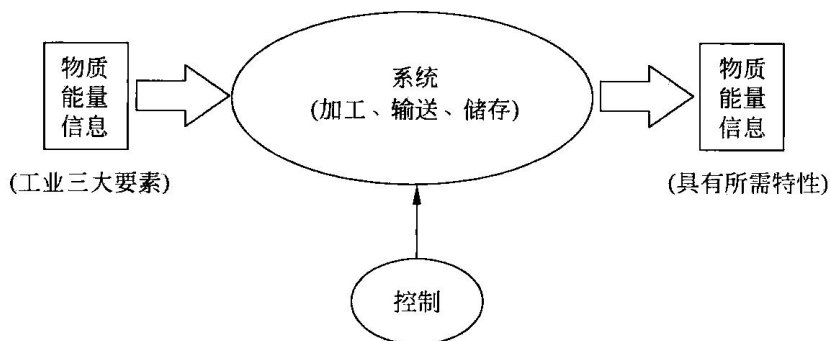 物质
能量
信息
(工业三大要素)
系统
(加工、输送、储存)
物质
能量
信息
(具有所需特性)
控制